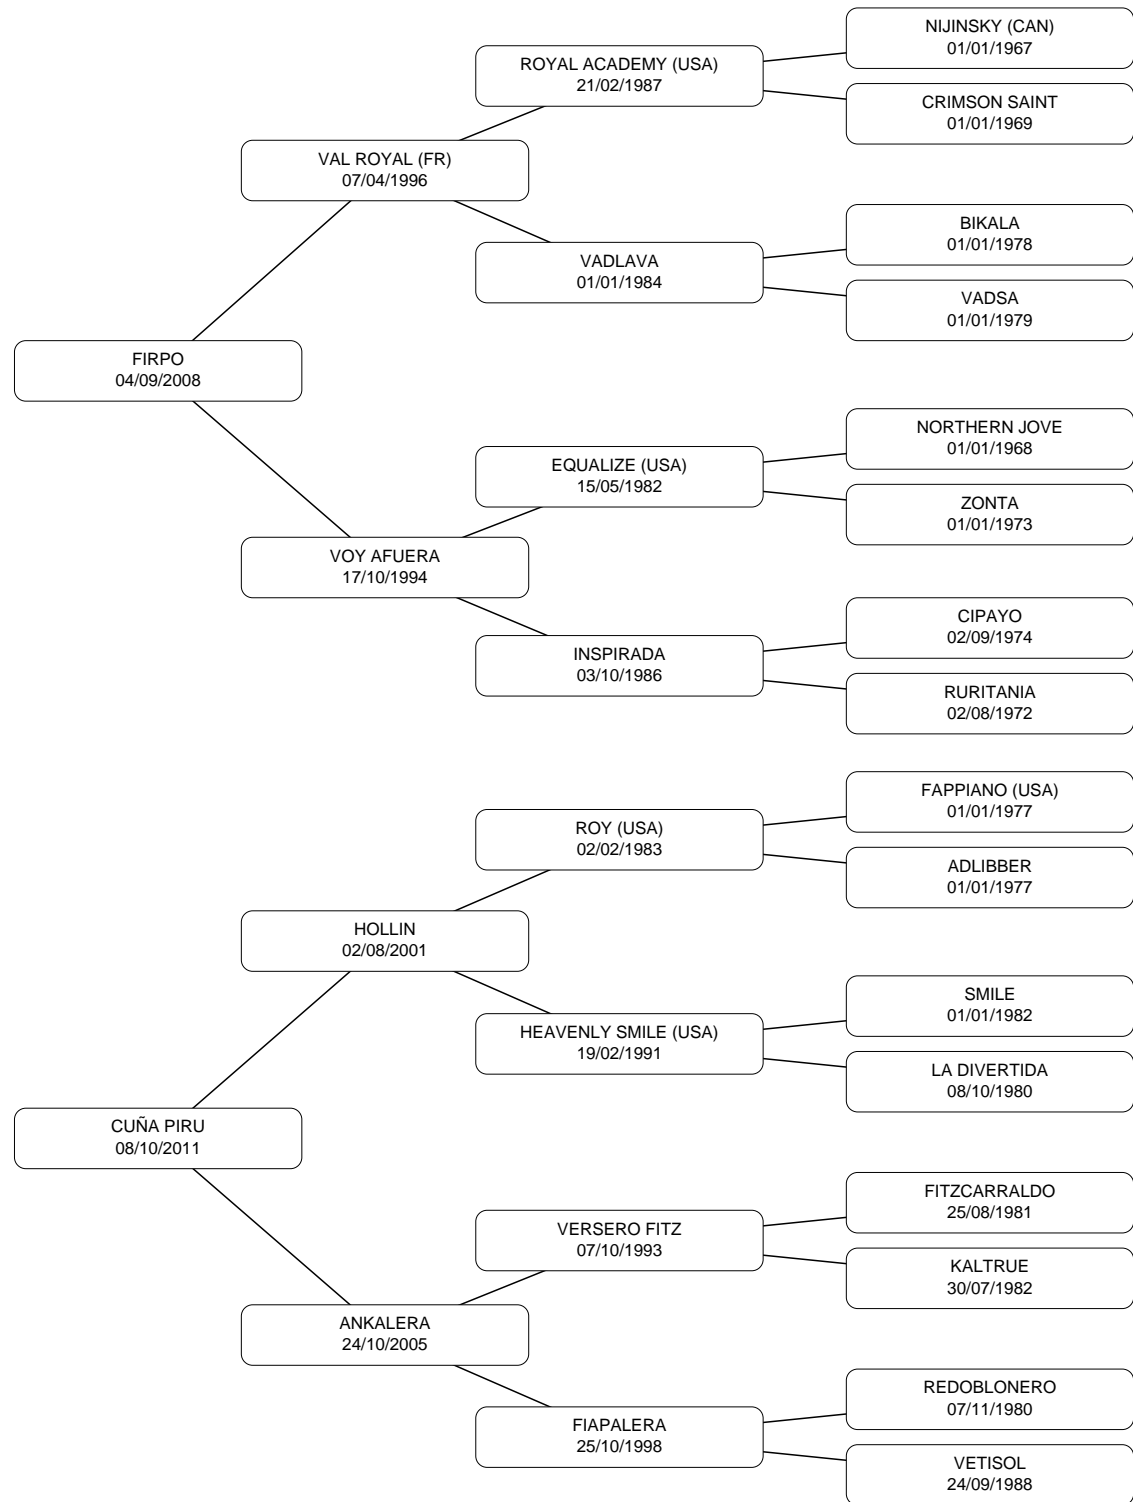 NIJINSKY (CAN)
01/01/1967
ROYAL ACADEMY (USA)
21/02/1987
CRIMSON SAINT
01/01/1969
VAL ROYAL (FR)
07/04/1996
BIKALA
01/01/1978
VADLAVA
01/01/1984
VADSA
01/01/1979
FIRPO
04/09/2008
NORTHERN JOVE
01/01/1968
EQUALIZE (USA)
15/05/1982
ZONTA
01/01/1973
VOY AFUERA
17/10/1994
CIPAYO
02/09/1974
INSPIRADA
03/10/1986
RURITANIA
02/08/1972
FAPPIANO (USA)
01/01/1977
ROY (USA)
02/02/1983
ADLIBBER
01/01/1977
HOLLIN
02/08/2001
SMILE
01/01/1982
HEAVENLY SMILE (USA)
19/02/1991
LA DIVERTIDA
08/10/1980
CUÑA PIRU
08/10/2011
FITZCARRALDO
25/08/1981
VERSERO FITZ
07/10/1993
KALTRUE
30/07/1982
ANKALERA
24/10/2005
REDOBLONERO
07/11/1980
FIAPALERA
25/10/1998
VETISOL
24/09/1988